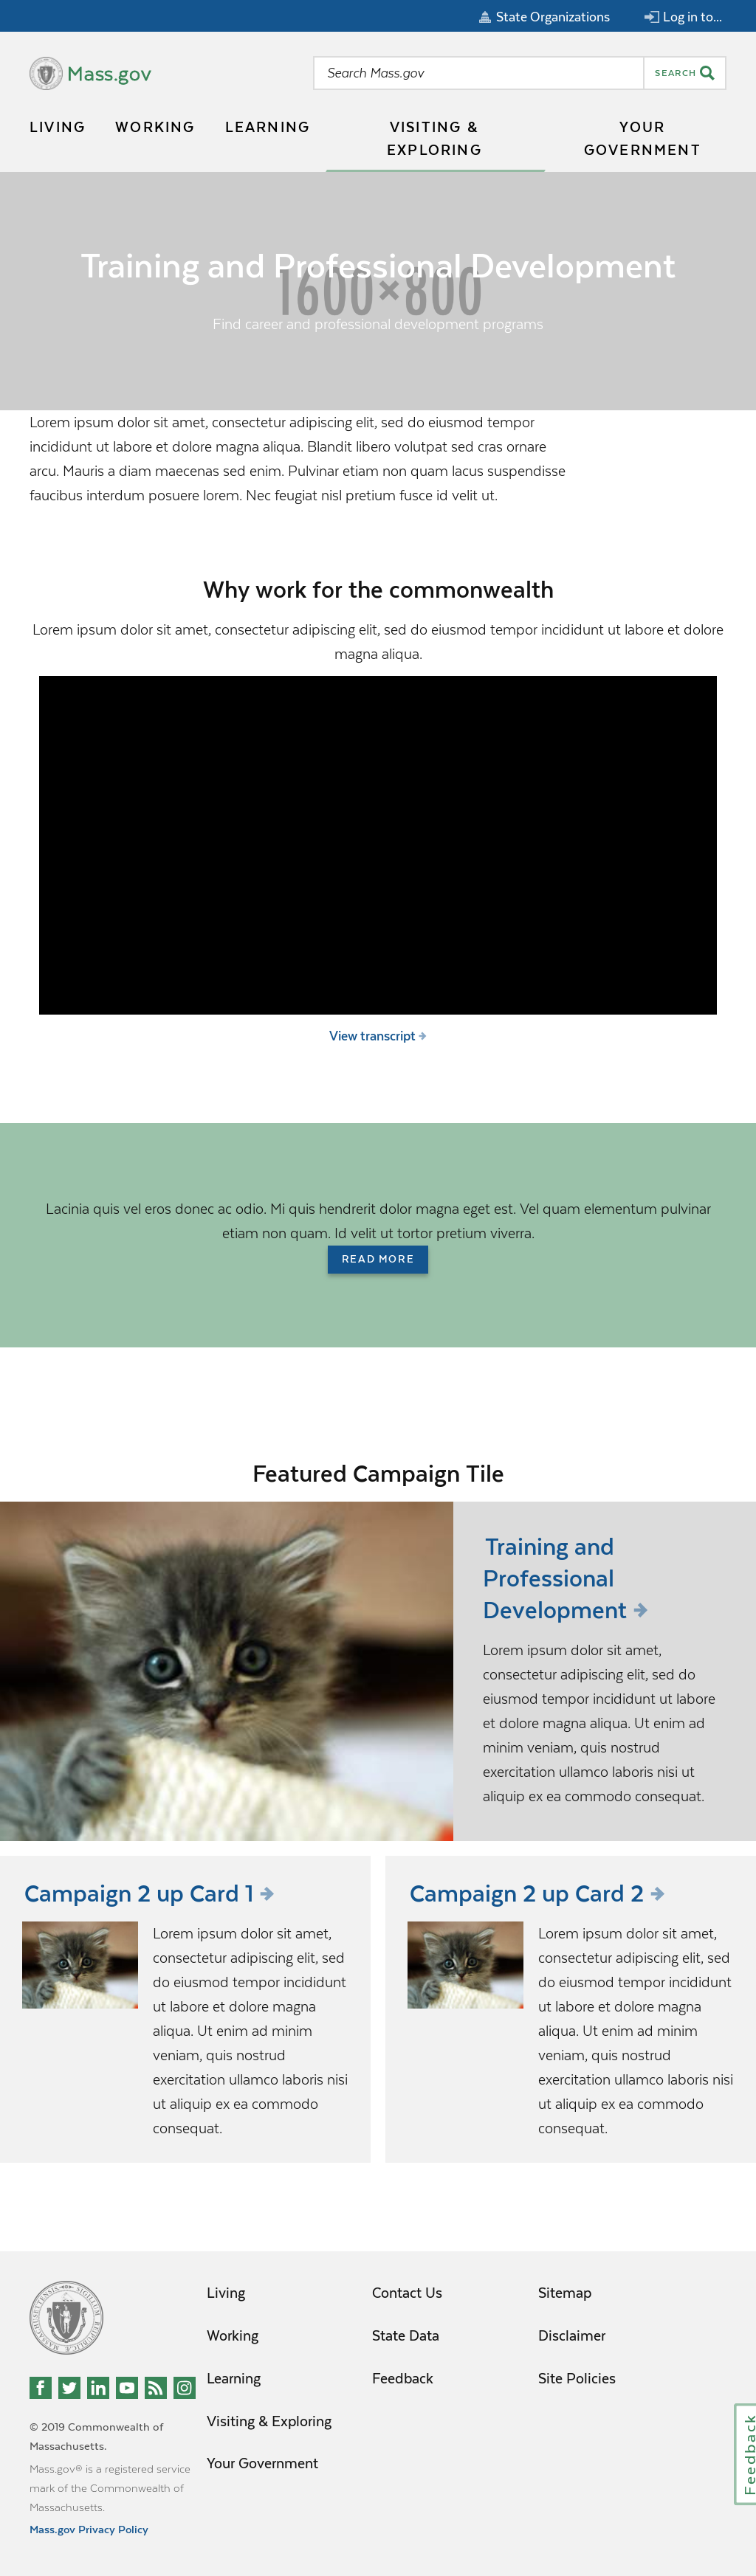 State Organizations
Log in to...
Mass.gov
Search Mass.gov
SEARCH
LIVING
WORKING
LEARNING
VISITING &
EXPLORING
YOUR
GOVERNMENT
Training and Professional Development
1600×800
Find career and professional development programs
Lorem ipsum dolor sit amet, consectetur adipiscing elit, sed do eiusmod tempor
incididunt ut labore et dolore magna aliqua. Blandit libero volutpat sed cras ornare
arcu. Mauris a diam maecenas sed enim. Pulvinar etiam non quam lacus suspendisse
faucibus interdum posuere lorem. Nec feugiat nisl pretium fusce id velit ut.
Why work for the commonwealth
Lorem ipsum dolor sit amet, consectetur adipiscing elit, sed do eiusmod tempor incididunt ut labore et dolore
magna aliqua.
View transcript
Lacinia quis vel eros donec ac odio. Mi quis hendrerit dolor magna eget est. Vel quam elementum pulvinar
etiam non quam. Id velit ut tortor pretium viverra.
READ MORE
Featured Campaign Tile
Training and
Professional
Development
Lorem ipsum dolor sit amet,
consectetur adipiscing elit, sed do
eiusmod tempor incididunt ut labore
et dolore magna aliqua. Ut enim ad
minim veniam, quis nostrud
exercitation ullamco laboris nisi ut
aliquip ex ea commodo consequat.
Campaign 2 up Card 1
Lorem ipsum dolor sit amet,
consectetur adipiscing elit, sed
do eiusmod tempor incididunt
ut labore et dolore magna
aliqua. Ut enim ad minim
veniam, quis nostrud
exercitation ullamco laboris nisi
ut aliquip ex ea commodo
consequat.
Campaign 2 up Card 2
Lorem ipsum dolor sit amet,
consectetur adipiscing elit, sed
do eiusmod tempor incididunt
ut labore et dolore magna
aliqua. Ut enim ad minim
veniam, quis nostrud
exercitation ullamco laboris nisi
ut aliquip ex ea commodo
consequat.
Living
Working
Learning
Visiting & Exploring
Your Government
Contact Us
State Data
Feedback
Sitemap
Disclaimer
Site Policies
© 2019 Commonwealth of
Massachusetts.
Mass.gov® is a registered service
mark of the Commonwealth of
Massachusetts.
Mass.gov Privacy Policy
Feedback